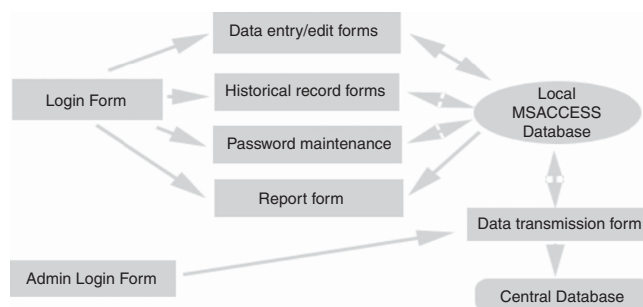 Data entry/edit forms
Login Form
Historical record forms
Local
MSACCESS
Database
Password maintenance
Report form
Data transmission form
Admin Login Form
Central Database